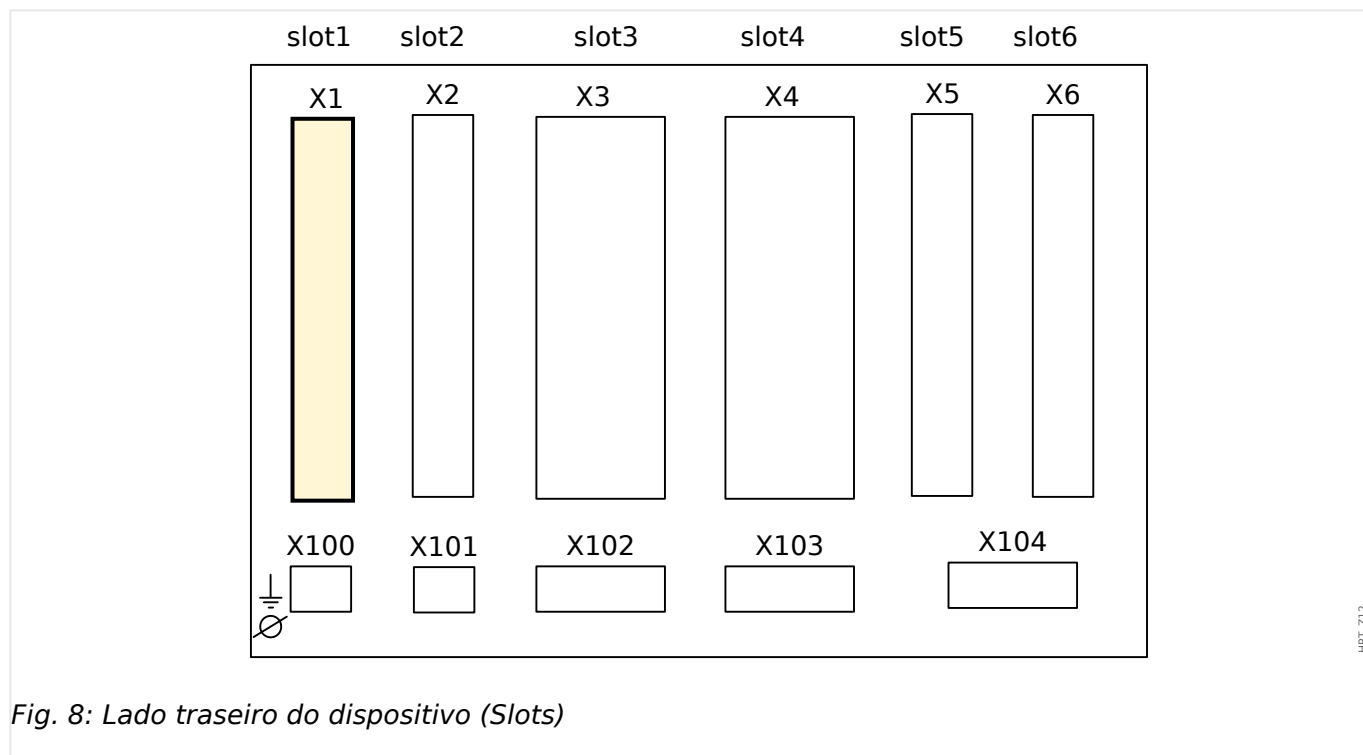 slot1 slot2 slot3 slot4 slot5 slot6
X1 X2 X3 X4 X5 X6
X100 X101 X102 X103 X104
Fig. 8: Lado traseiro do dispositivo (Slots)